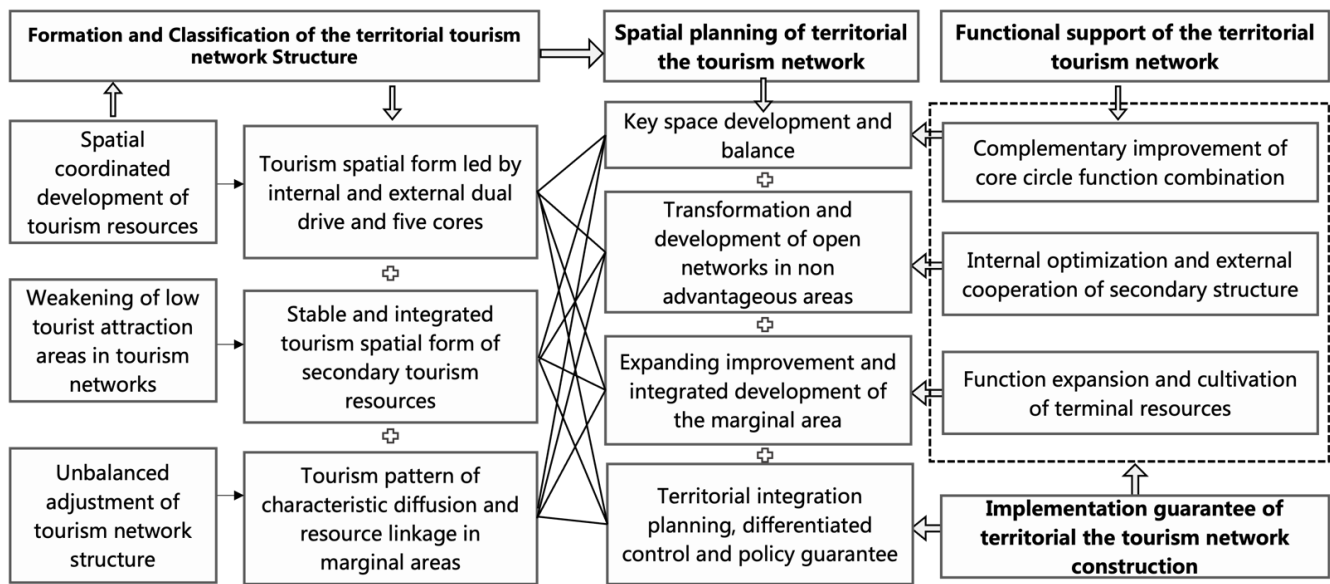 Formation and Classification of the territorial tourism
network Structure
Spatial planning of territorial
the tourism network
Functional support of the territorial
tourism network
Spatial
coordinated
development of
tourism resources
Weakening of low
tourist attraction
areas in tourism
networks
Unbalanced
adjustment of
tourism network
structure
Tourism spatial form led by
internal and external dual
drive and five cores
Stable and integrated
tourism spatial form of
secondary tourism
resources
Tourism pattern of
characteristic diffusion and
resource linkage in
marginal areas
Key space development and
balance
Transformation and
development of open
networks in non
advantageous areas
Expanding improvement and
integrated development of
the marginal area
Territorial integration
planning, differentiated
control and policy guarantee
Complementary improvement of
core circle function combination
Internal optimization and external
cooperation of secondary structure
Function expansion and cultivation
of terminal resources
Implementation guarantee of
territorial the tourism network
construction